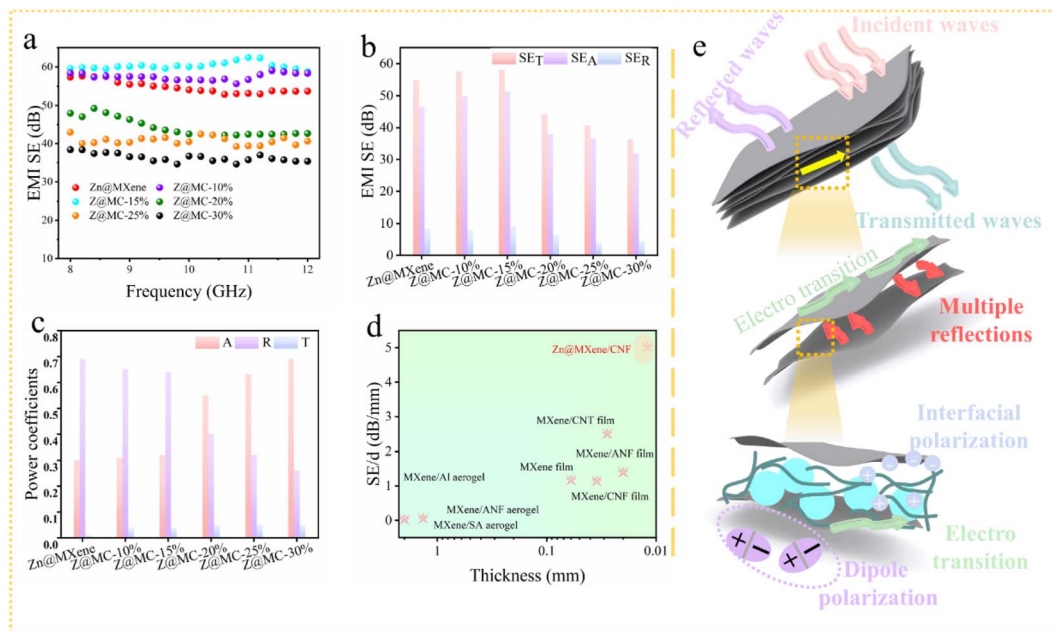 a
EMI SE (dB)
60
50
40
30
20
10
Zn@MXene
Z@MC-10%
Z@MC-15%
Z@MC-20%
Z@MC-25%
Z@MC-30%
8
9
10
11
12
Frequency (GHz)
b
SET SEA SER
EMI SE (dB)
60
50
40
30
20
10
0
Zn@MXene
Z@MC-10%
Z@MC-15%
Z@MC-20%
Z@MC-25%
Z@MC-30%
c
A R T
Power coefficients
0.8
0.7
0.6
0.5
0.4
0.3
0.2
0.1
0.0
Zn@MXene
Z@MC-10%
Z@MC-15%
Z@MC-20%
Z@MC-25%
Z@MC-30%
d
SE/d (dB/mm)
5
4
3
2
1
0
Zn@MXene/CNF
MXene/CNT film
MXene/ANF film
MXene film
MXene/CNF film
MXene/AI aerogel
MXene/ANF aerogel
MXene/SA aerogel
1
0.1
0.01
Thickness (mm)
e
Incident waves
Reflected waves
Transmitted waves
Electro transition
Multiple
reflections
Interfacial
polarization
Electro
transition
Dipole
polarization